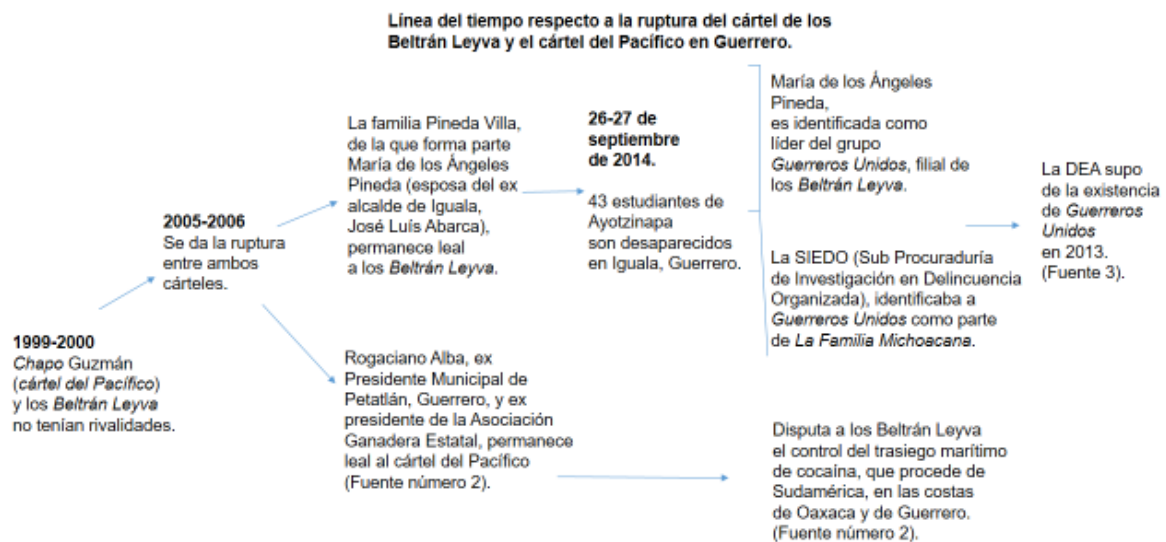 Línea del tiempo respecto a la ruptura del cártel de los
Beltrán Leyva y el cártel del Pacífico en Guerrero.
1999-2000
Chapo Guzmán
(cártel del Pacífico)
y los Beltrán Leyva
no tenían rivalidades.
2005-2006
Se da la ruptura
entre ambos
cárteles.
La familia Pineda Villa,
de la que forma parte
María de los Ángeles
Pineda (esposa del ex
alcalde de Iguala,
José Luís Abarca),
permanece leal
a los Beltrán Leyva.
26-27 de
septiembre
de 2014.
43 estudiantes de
Ayotzinapa
son desaparecidos
en Iguala, Guerrero.
María de los Ángeles
Pineda,
es identificada como
líder del grupo
Guerreros Unidos, filial de
los Beltrán Leyva.
La SIEDO (Sub Procuraduría
de Investigación en Delincuencia
Organizada), identificaba a
Guerreros Unidos como parte
de La Familia Michoacana.
La DEA supo
de la existencia
de Guerreros
Unidos
en 2013.
(Fuente 3).
Rogaciano Alba, ex
Presidente Municipal de
Petatlán, Guerrero, y ex
presidente de la Asociación
Ganadera Estatal, permanece
leal al cártel del Pacífico
(Fuente número 2).
Disputa a los Beltrán Leyva
el control del trasiego marítimo
de cocaína, que procede de
Sudamérica, en las costas
de Oaxaca y de Guerrero.
(Fuente número 2).